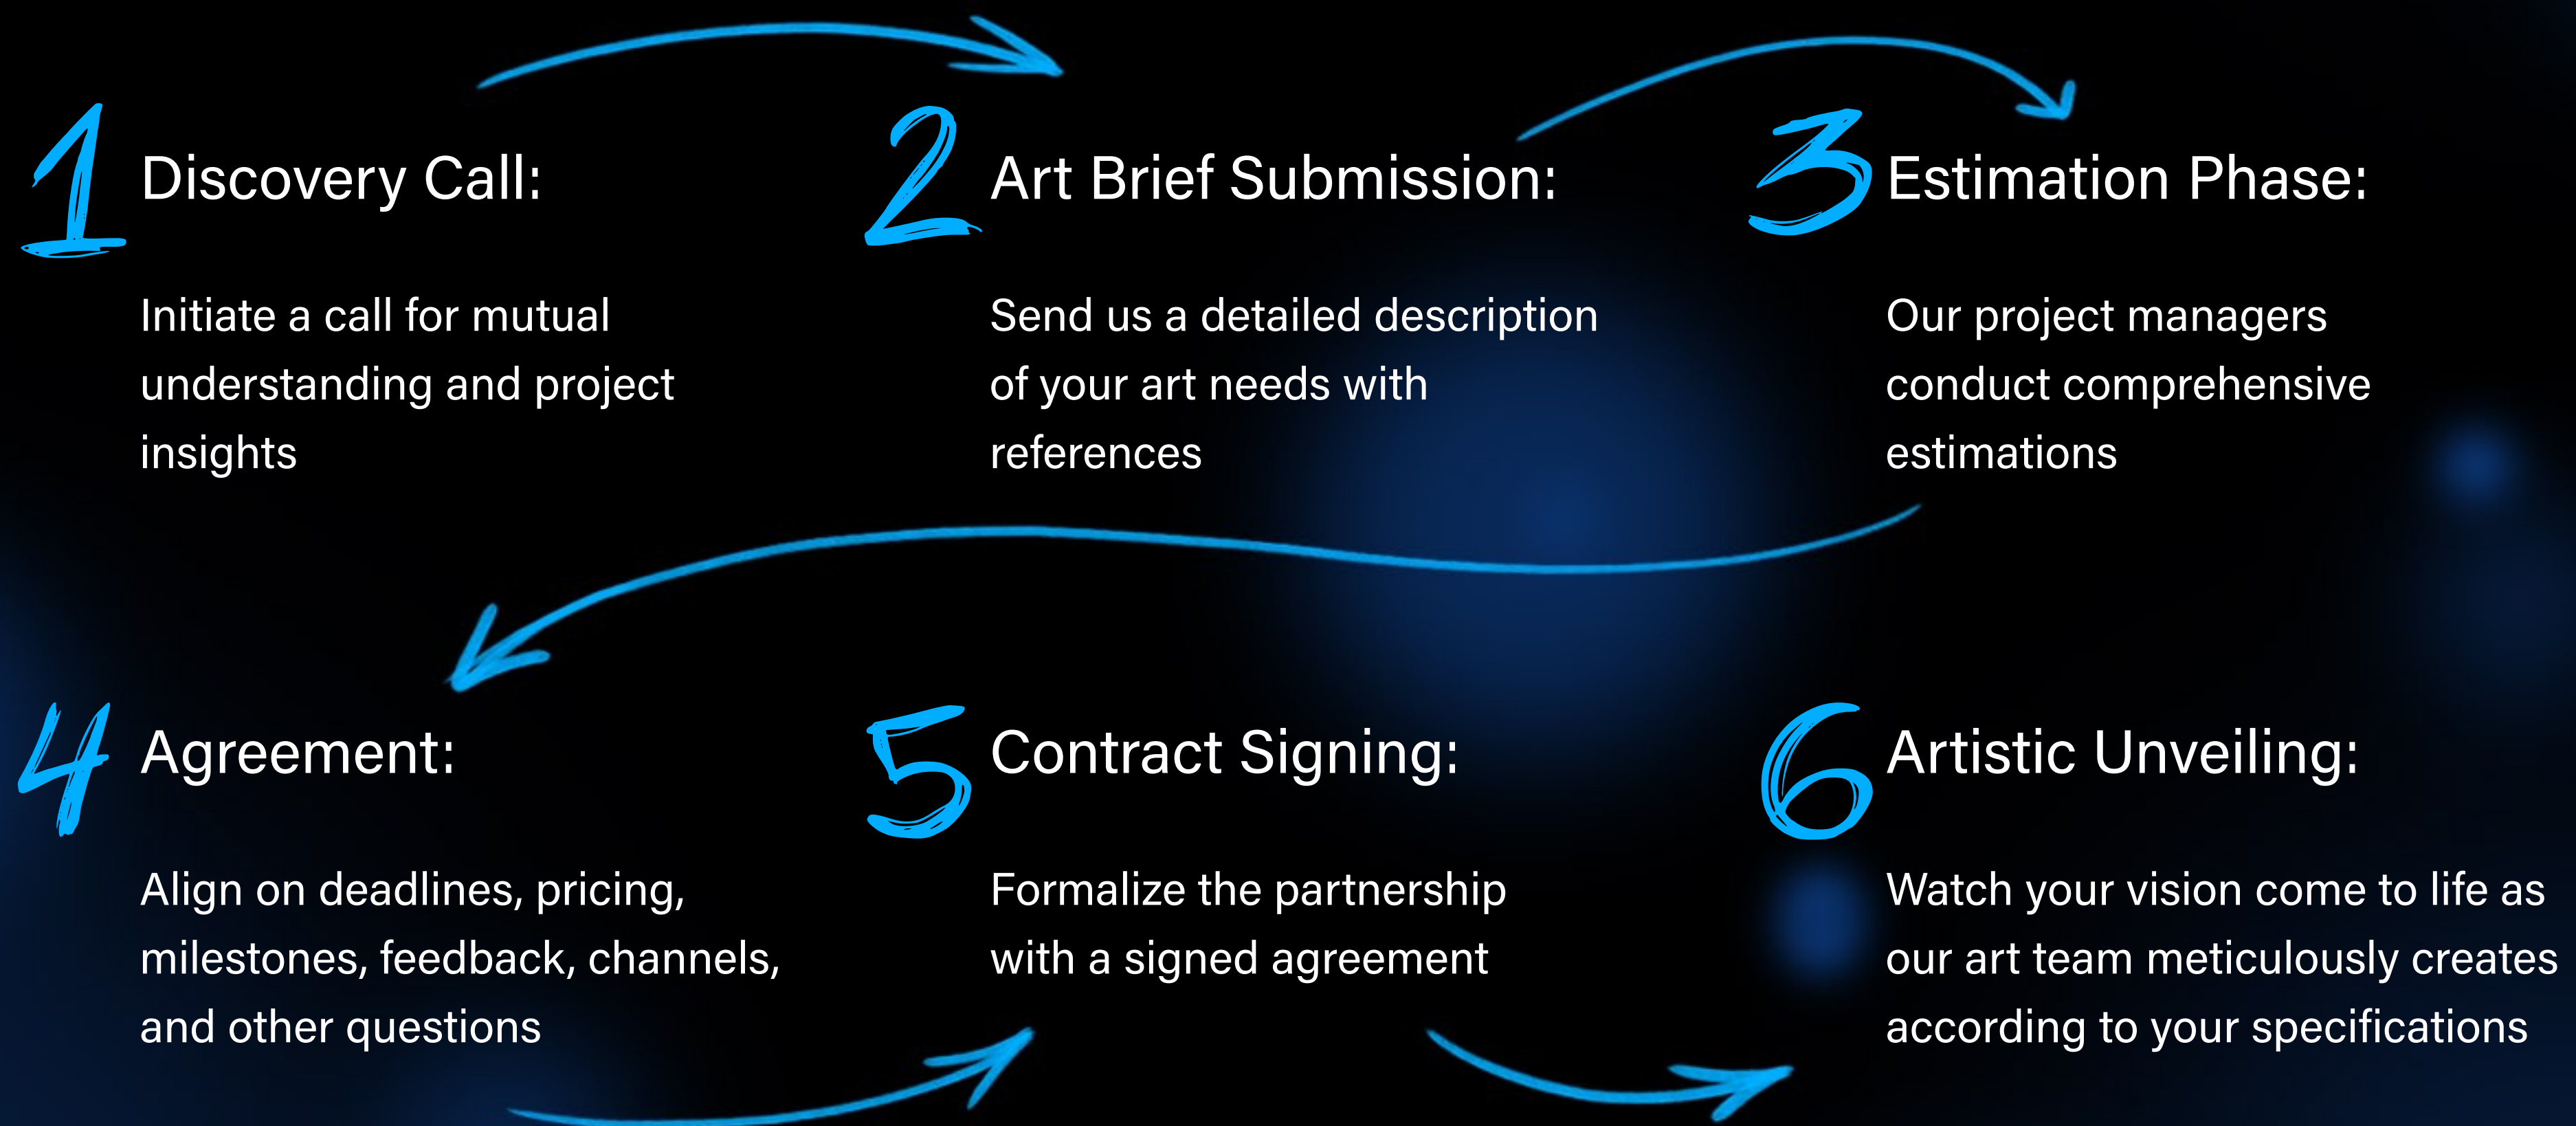 1 Discovery Call:
Initiate a call for mutual
understanding and project
insights
2 Art Brief Submission:
Send us a detailed description
of your art needs with
references
3 Estimation Phase:
Our project managers
conduct comprehensive
estimations
4 Agreement:
Align on deadlines, pricing,
milestones, feedback, channels,
and other questions
5 Contract Signing:
Formalize the partnership
with a signed agreement
6 Artistic Unveiling:
Watch your vision come to life as
our art team meticulously creates
according to your specifications